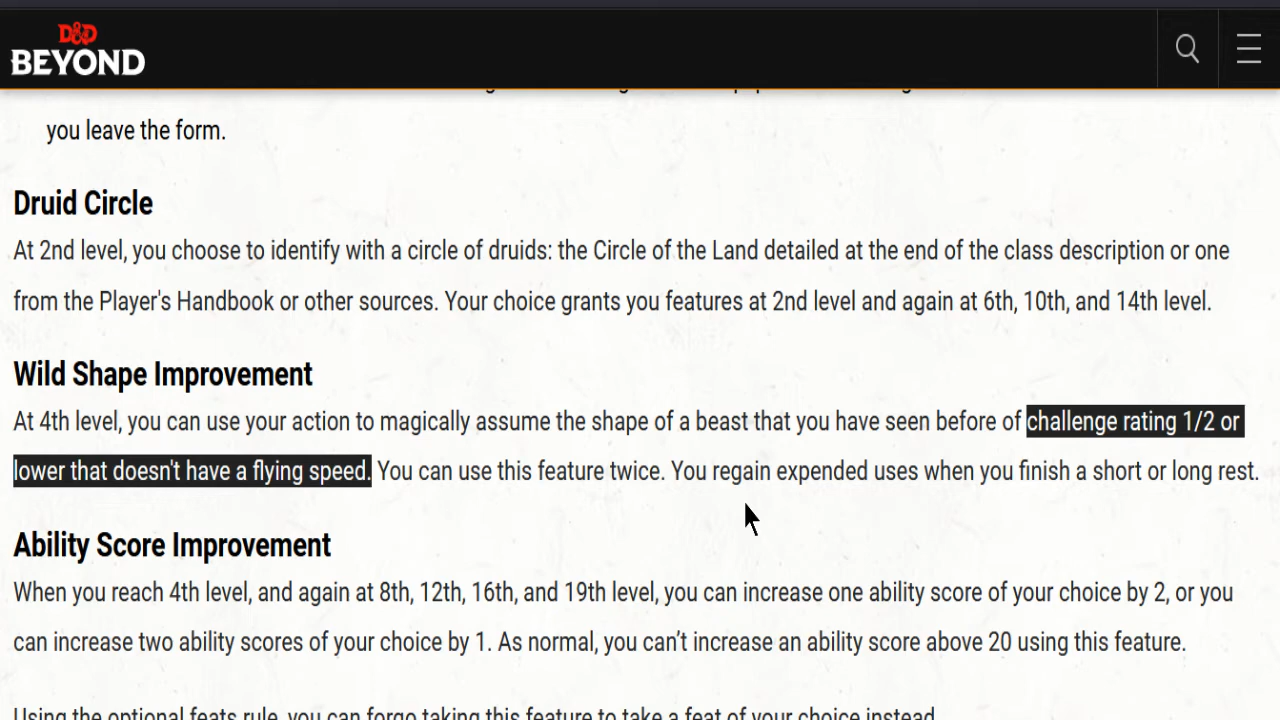 D&D
BEYOND
you leave the form.
Druid Circle
At 2nd level, you choose to identify with a circle of druids: the Circle of the Land detailed at the end of the class description or one
from the Player's Handbook or other sources. Your choice grants you features at 2nd level and again at 6th, 10th, and 14th level.
Wild Shape Improvement
At 4th level, you can use your action to magically assume the shape of a beast that you have seen before of challenge rating 1/2 or
lower that doesn't have a flying speed. You can use this feature twice. You regain expended uses when you finish a short or long rest.
Ability Score Improvement
When you reach 4th level, and again at 8th, 12th, 16th, and 19th level, you can increase one ability score of your choice by 2, or you
can increase two ability scores of your choice by 1. As normal, you can’t increase an ability score above 20 using this feature.
Using the optional feats rule, you can forgo taking this feature to take a feat of your choice instead.